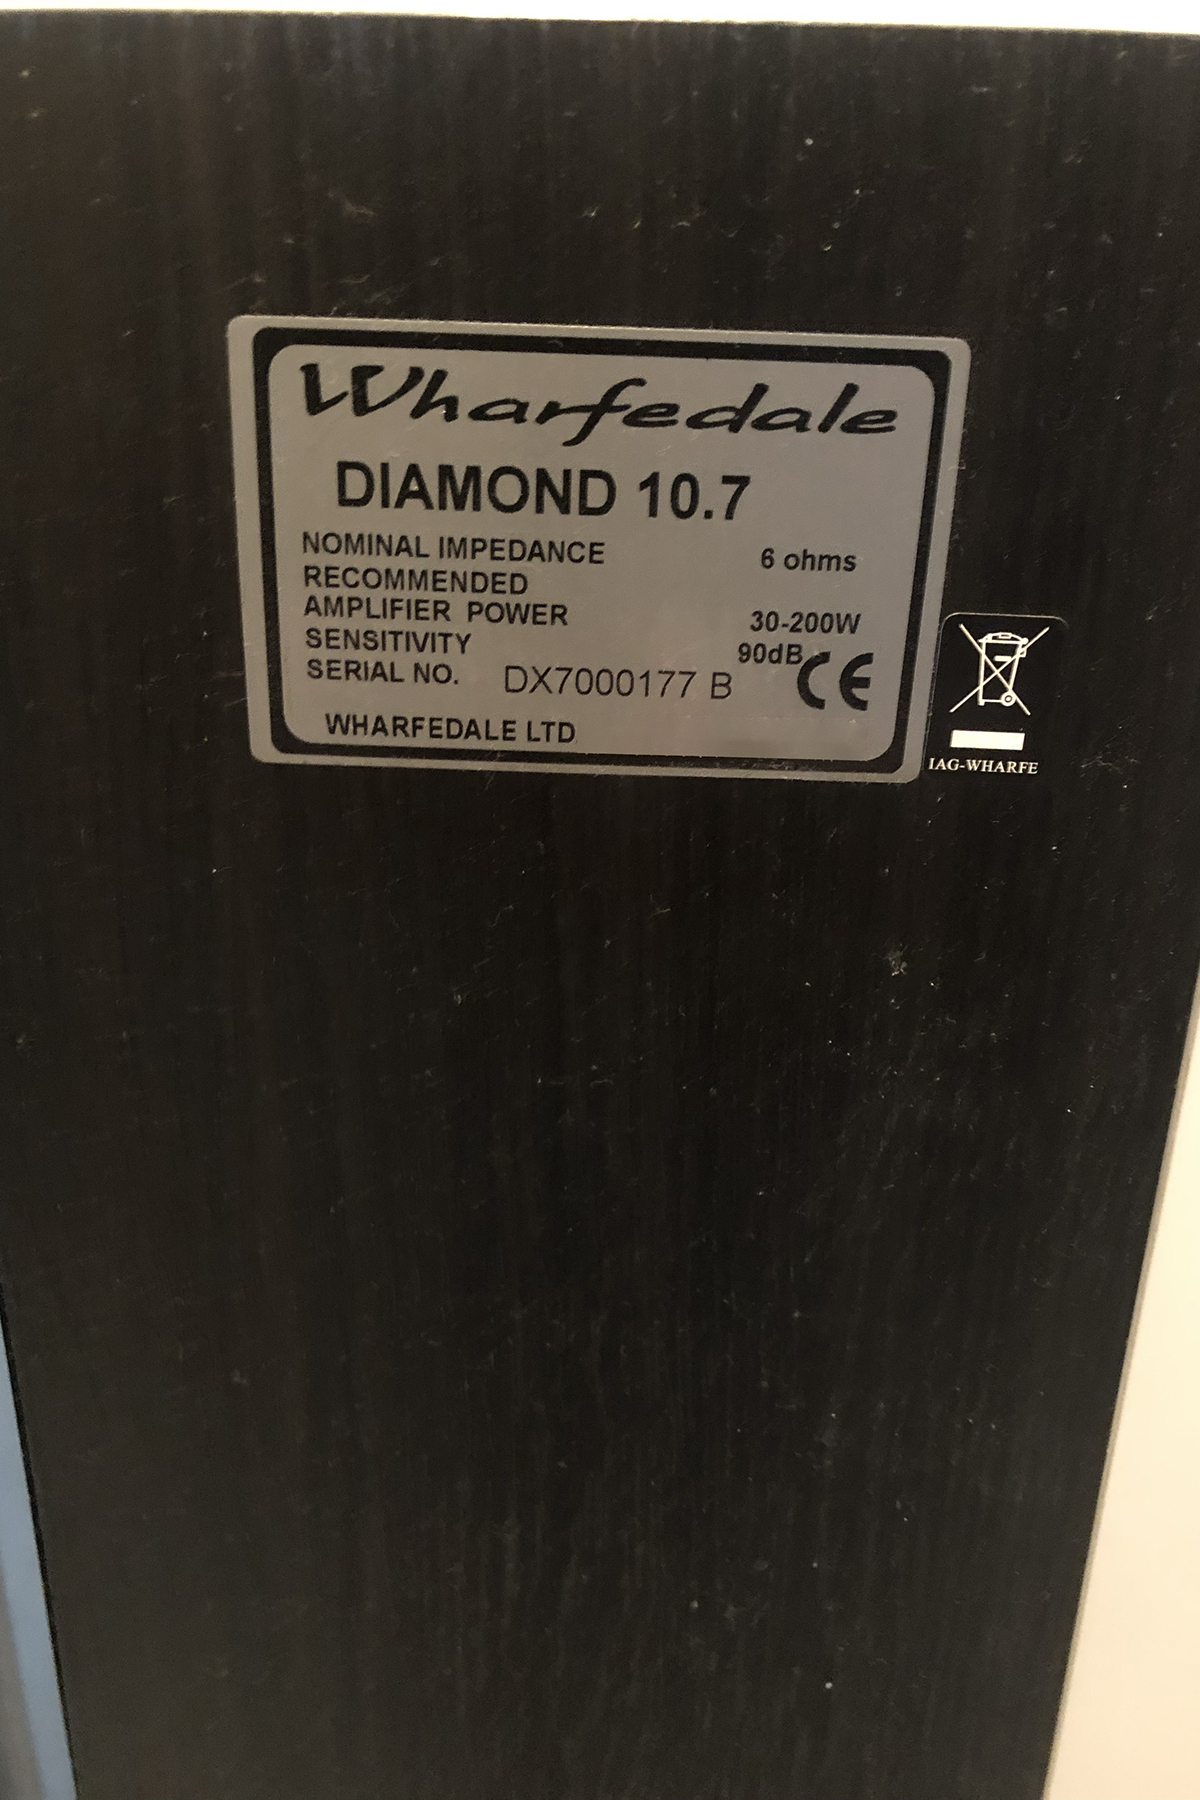 Wharfedale
DIAMOND 10.7
NOMINAL IMPEDANCE 6 ohms
RECOMMENDED
AMPLIFIER POWER 30-200W
SENSITIVITY 90dB
SERIAL NO. DX7000177 B CE
WHARFEDALE LTD
IAG-WHARFE